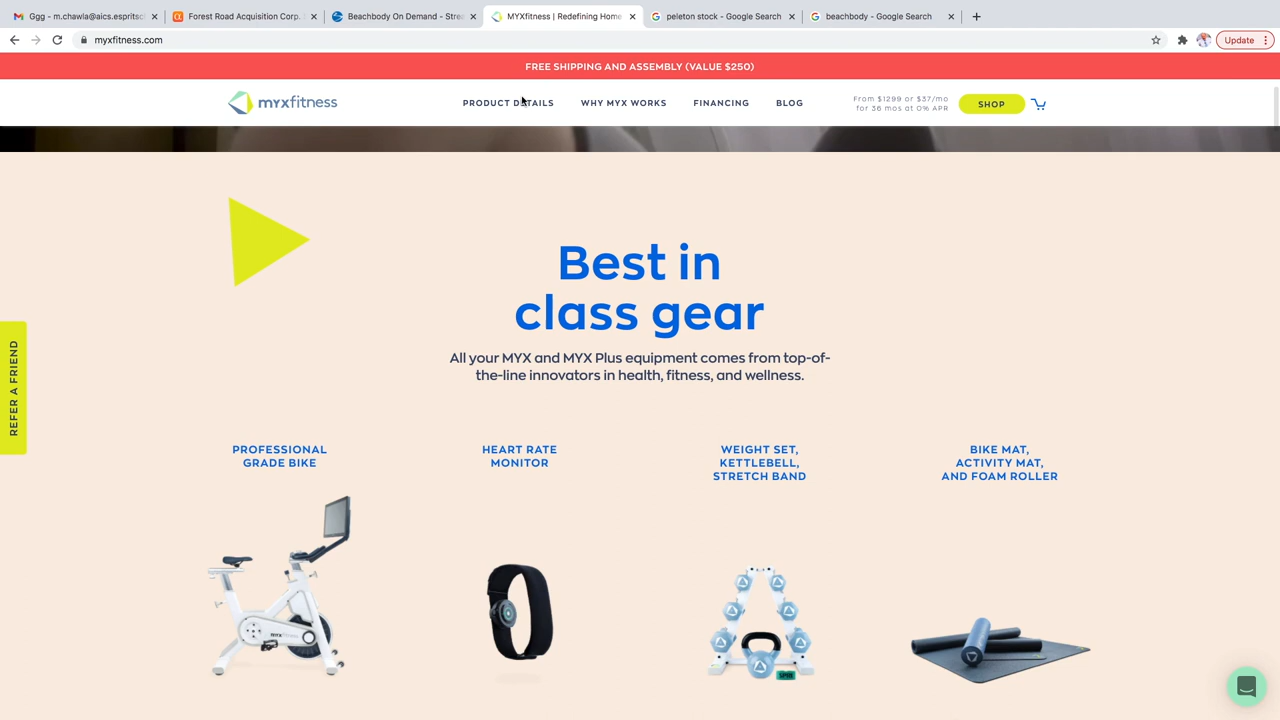 Ggg - m.chawla@aics.espritsc
Forest Road Acquisition Corp.
Beachbody On Demand - Strea
MYXfitness | Redefining Home
peleton stock - Google Search
beachbody - Google Search
myxfitness.com
Update
FREE SHIPPING AND ASSEMBLY (VALUE $250)
myxfitness
PRODUCT DETAILS
WHY MYX WORKS
FINANCING
BLOG
From $1299 or $37/mo
for 36 mos at 0% APR
SHOP
REFER A FRIEND
Best in
class gear
All your MYX and MYX Plus equipment comes from top-of-
the-line innovators in health, fitness, and wellness.
PROFESSIONAL
GRADE BIKE
HEART RATE
MONITOR
WEIGHT SET,
KETTLEBELL,
STRETCH BAND
BIKE MAT,
ACTIVITY MAT,
AND FOAM ROLLER
myxfitness